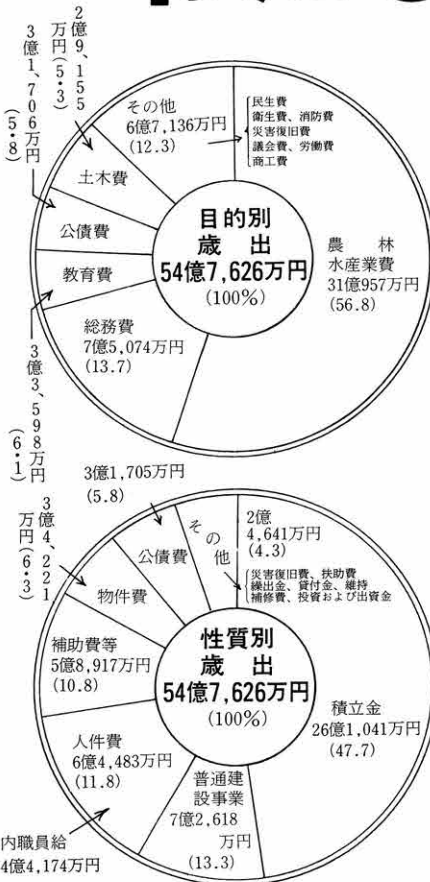 2億9、155
万円(5・3)
3億1、706万円
(5・8)
その他
6億7,136万円
(12.3)
民生費
衛生費、消防費
災害復旧費
議会費、労働費
商工費
土木費
公債費
教育費
目的別
歳出
54億7,626万円
(100%)
農林
水産業費
31億957万円
(56.8)
総務費
7億5,074万円
(13.7)
3億3、598万円
(6・1)
3億1,705万円
(5.8)
3億4、221
万円(6・3)
公債費
その他
2億
4,641万円
(4.3)
災害復旧費、扶助費
繰出金、貸付金、維持
補修費、投資および出資金
物件費
補助費等
5億8,917万円
(10.8)
性質別
歳出
54億7,626万円
(100%)
積立金
26億1,041万円
(47.7)
人件費
6億4,483万円
(11.8)
普通建
設事業
7億2,618
万円
(13.3)
内職員給
4億4,174万円